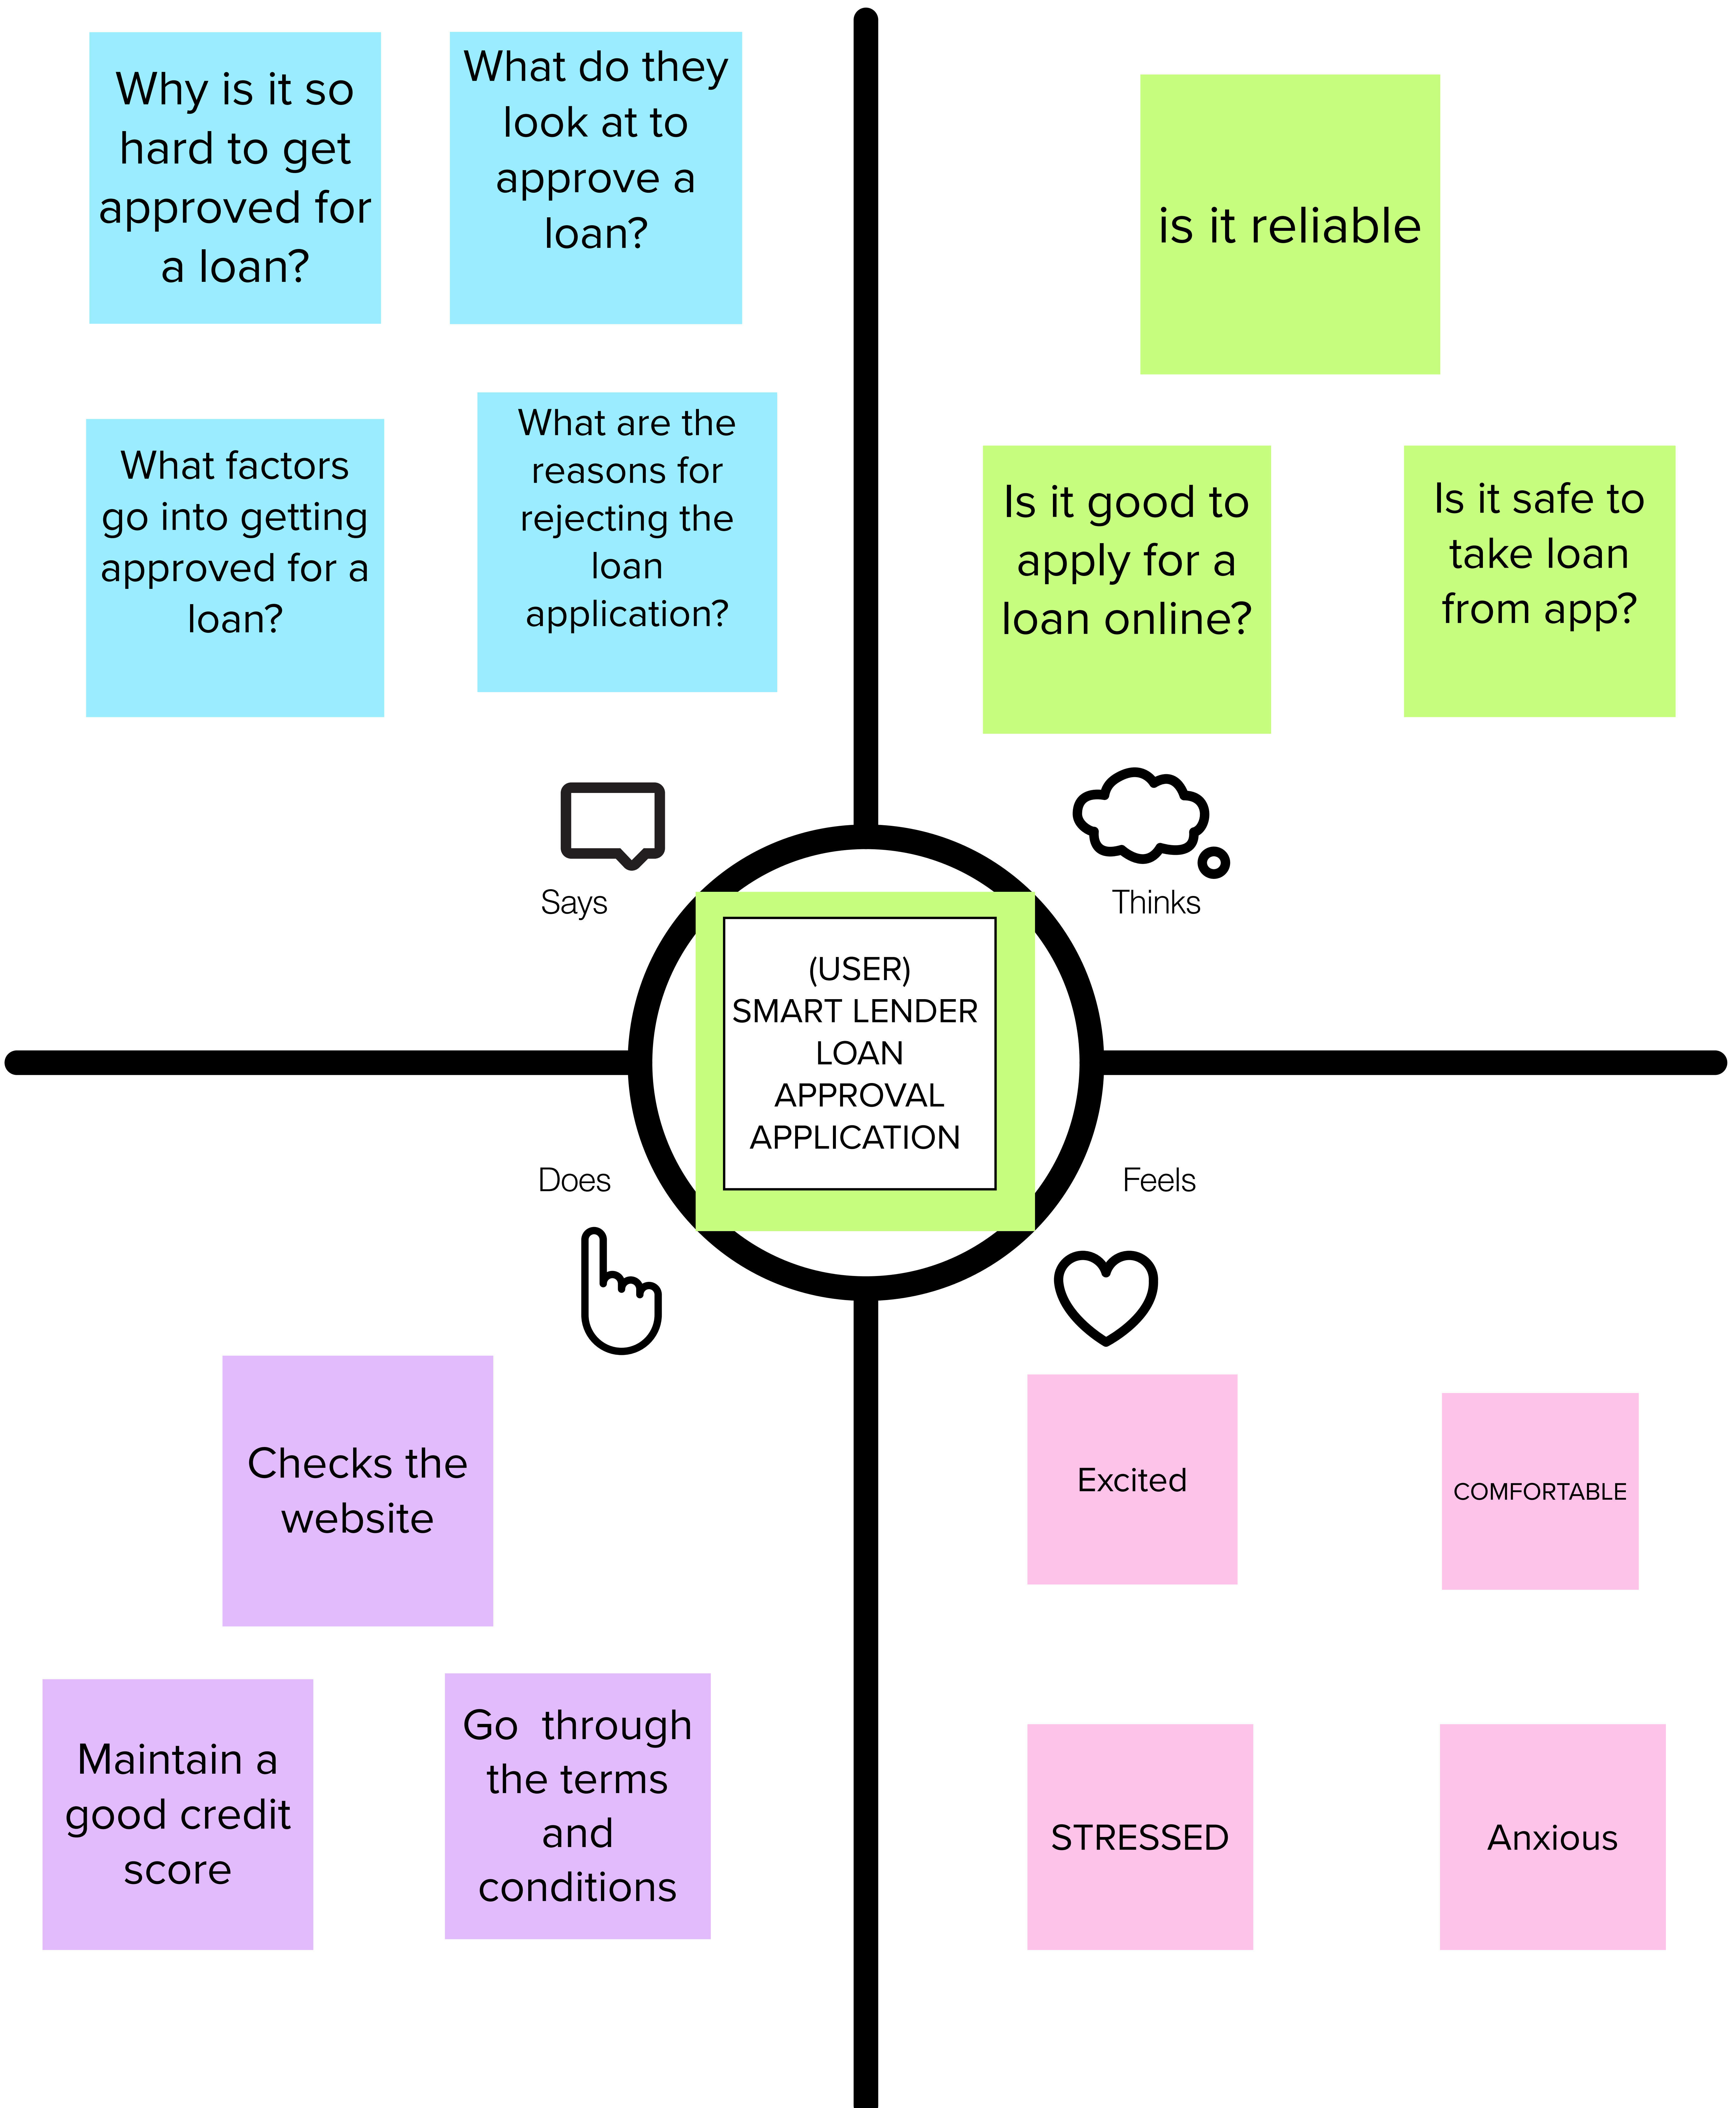 Why is it so
hard to get
approved for
a loan?
What do they
look at to
approve a
loan?
What factors
go into getting
approved for a
loan?
What are the
reasons for
rejecting the
loan
application?
Says
is it reliable
Is it good to
apply for a
loan online?
Is it safe to
take loan
from app?
Thinks
(USER)
SMART LENDER
LOAN
APPROVAL
APPLICATION
Does
Checks the
website
Maintain a
good credit
score
Go through
the terms
and
conditions
Feels
Excited
COMFORTABLE
STRESSED
Anxious